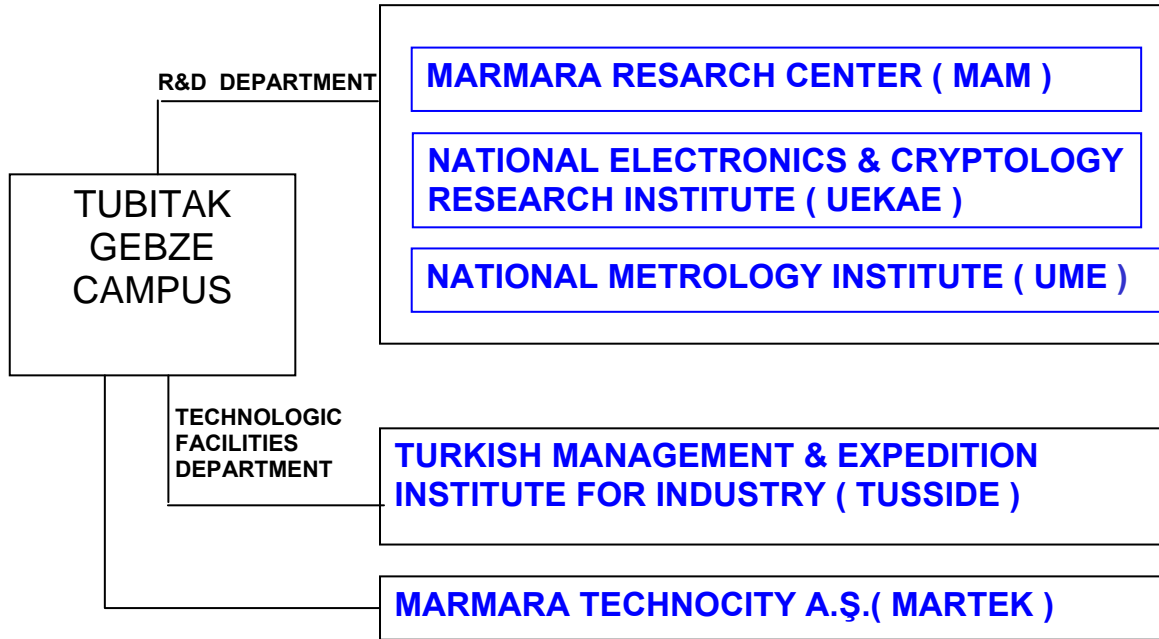 R&D DEPARTMENT
MARMARA RESARCH CENTER ( MAM )
NATIONAL ELECTRONICS & CRYPTOLOGY
RESEARCH INSTITUTE ( UEKAE )
NATIONAL METROLOGY INSTITUTE ( UME )
TUBITAK
GEBZE
CAMPUS
TECHNOLOGIC
FACILITIES
DEPARTMENT
TURKISH MANAGEMENT & EXPEDITION
INSTITUTE FOR INDUSTRY ( TUSSIDE )
MARMARA TECHNOCITY A.Ş.( MARTEK )